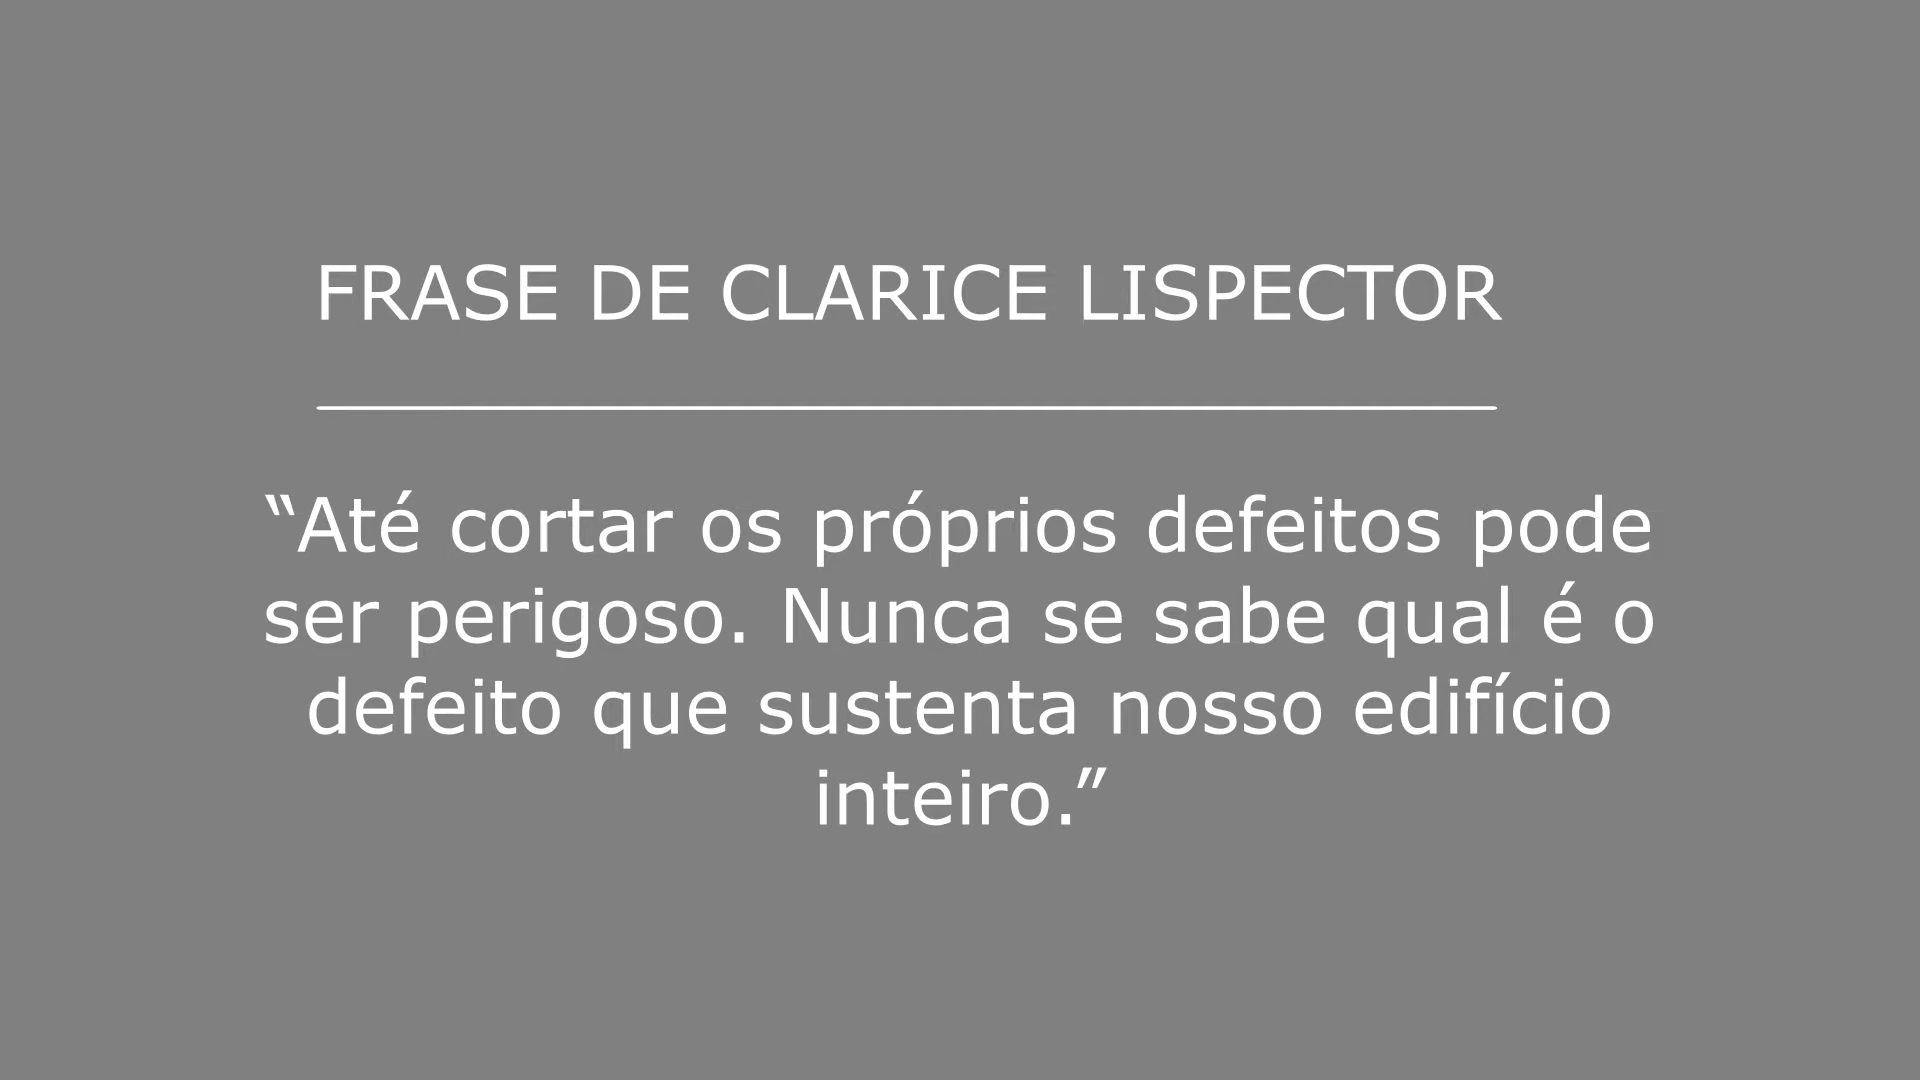 FRASE DE CLARICE LISPECTOR
“Até cortar os próprios defeitos pode
ser perigoso. Nunca se sabe qual é o
defeito que sustenta nosso edifício
inteiro.”